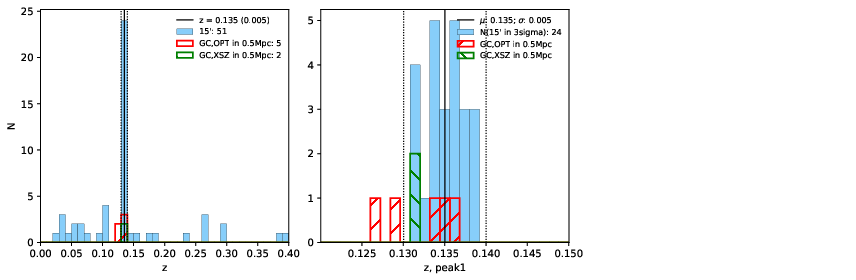 25
20
15
10
5
0
N
0.00 0.05 0.10 0.15 0.20 0.25 0.30 0.35 0.40
z
z = 0.135 (0.005)
15': 51
GC,OPT in 0.5Mpc: 5
GC,XSZ in 0.5Mpc: 2
5
4
3
2
1
0
0.125 0.130 0.135 0.140 0.145 0.150
z, peak1
μ: 0.135; σ: 0.005
N(15' in 3sigma): 24
GC,OPT in 0.5Mpc
GC,XSZ in 0.5Mpc